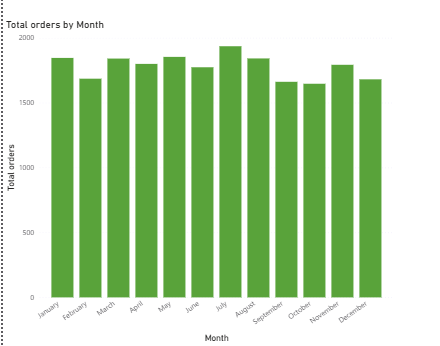 Total orders by Month
2000
1500
1000
500
0
Total orders
January
February
March
April
May
June
July
August
September
October
November
December
Month